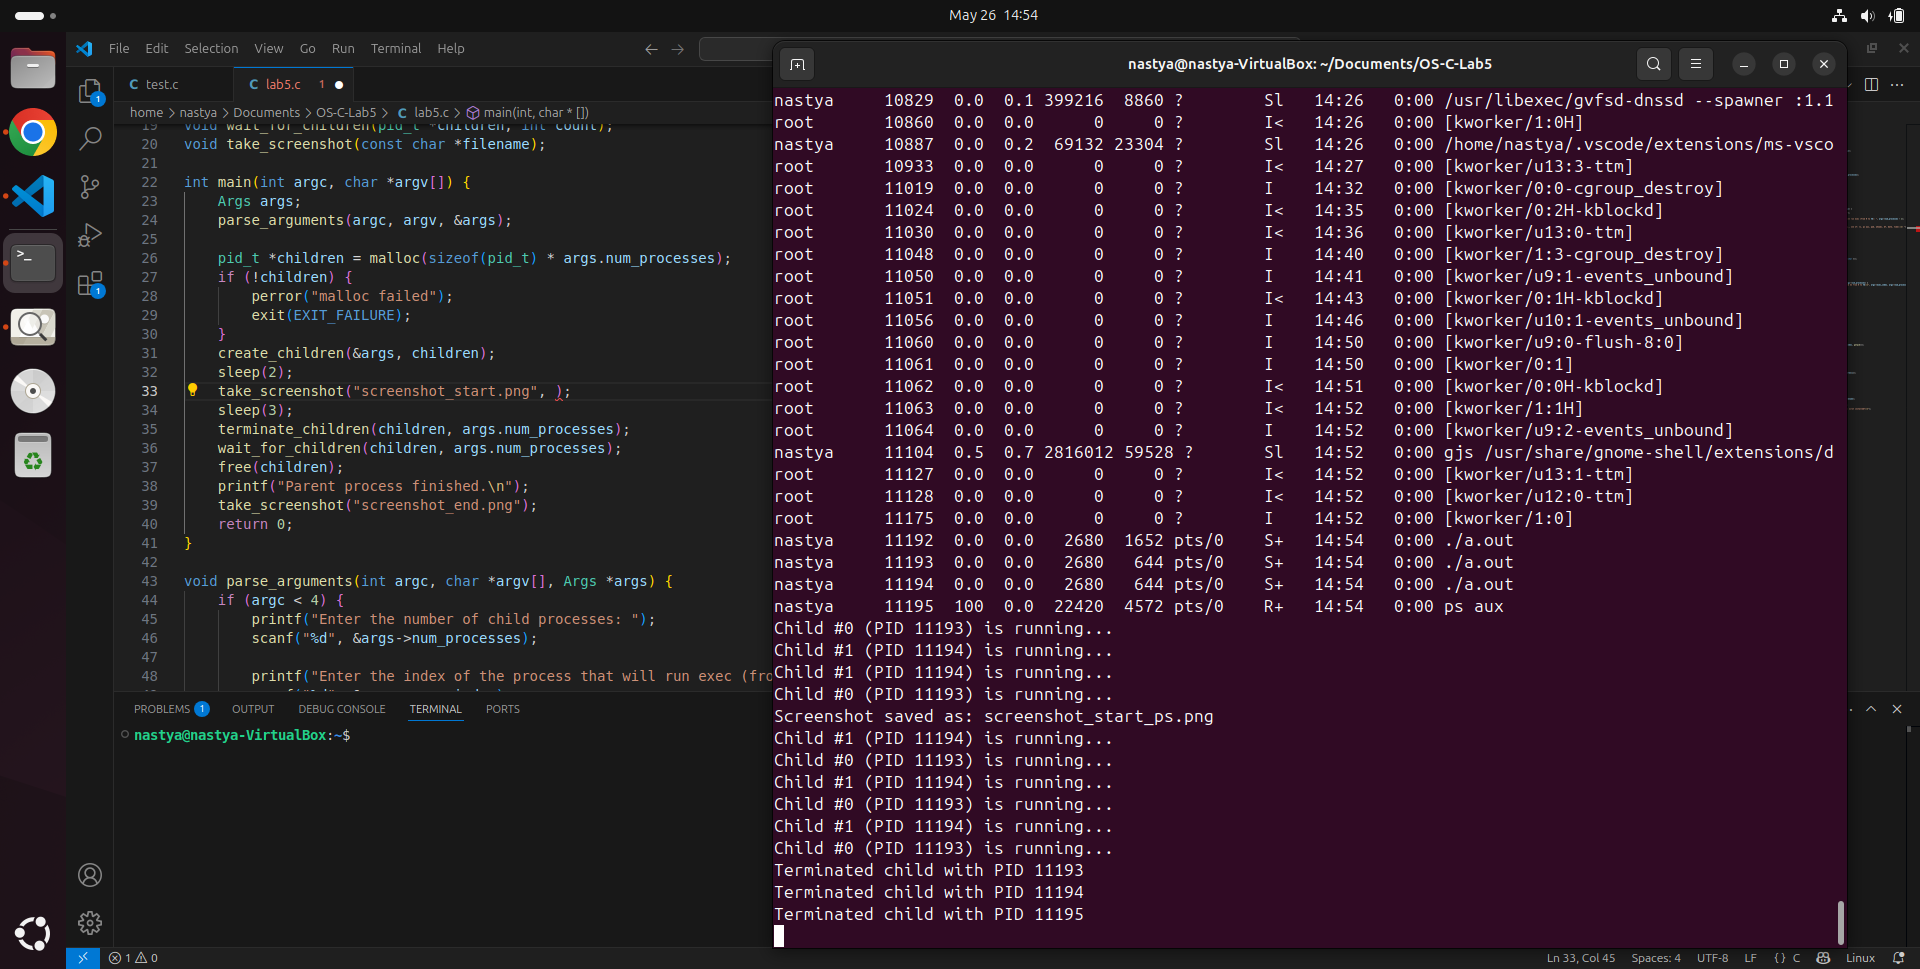 May 26 14:54
File Edit Selection View Go Run Terminal Help
test.c
lab5.c 1
home > nastya > Documents > OS-C-Lab5 > C lab5.c > main(int, char * [])
19 void wait_for_children(pid_t *children, int count);
20 void take_screenshot(const char *filename);
21
22 int main(int argc, char *argv[]) {
23 Args args;
24 parse_arguments(argc, argv, &args);
25
26 pid_t *children = malloc(sizeof(pid_t) * args.num_processes);
27 if (!children) {
28 perror("malloc failed");
29 exit(EXIT_FAILURE);
30 }
31 create_children(&args, children);
32 sleep(2);
33 take_screenshot("screenshot_start.png", );
34 sleep(3);
35 terminate_children(children, args.num_processes);
36 wait_for_children(children, args.num_processes);
37 free(children);
38 printf("Parent process finished.\n");
39 take_screenshot("screenshot_end.png");
40 return 0;
41 }
42
43 void parse_arguments(int argc, char *argv[], Args *args) {
44 if (argc < 4) {
45 printf("Enter the number of child processes: ");
46 scanf("%d", &args->num_processes);
47
48 printf("Enter the index of the process that will run exec (fro
PROBLEMS 1 OUTPUT DEBUG CONSOLE TERMINAL PORTS
nastya@nastya-VirtualBox:~$
nastya@nastya-VirtualBox: ~/Documents/OS-C-Lab5
nastya 10829 0.0 0.1 399216 8860 ? Sl 14:26 0:00 /usr/libexec/gvfsd-dnssd --spawner :1.1
root 10860 0.0 0.0 0 0 ? I< 14:26 0:00 [kworker/1:0H]
nastya 10887 0.0 0.2 69132 23304 ? Sl 14:26 0:00 /home/nastya/.vscode/extensions/ms-vsco
root 10933 0.0 0.0 0 0 ? I< 14:27 0:00 [kworker/u13:3-ttm]
root 11019 0.0 0.0 0 0 ? I 14:32 0:00 [kworker/0:0-cgroup_destroy]
root 11024 0.0 0.0 0 0 ? I< 14:35 0:00 [kworker/0:2H-kblockd]
root 11030 0.0 0.0 0 0 ? I< 14:36 0:00 [kworker/u13:0-ttm]
root 11048 0.0 0.0 0 0 ? I 14:40 0:00 [kworker/1:3-cgroup_destroy]
root 11050 0.0 0.0 0 0 ? I 14:41 0:00 [kworker/u9:1-events_unbound]
root 11051 0.0 0.0 0 0 ? I< 14:43 0:00 [kworker/0:1H-kblockd]
root 11056 0.0 0.0 0 0 ? I 14:46 0:00 [kworker/u10:1-events_unbound]
root 11060 0.0 0.0 0 0 ? I 14:50 0:00 [kworker/u9:0-flush-8:0]
root 11061 0.0 0.0 0 0 ? I 14:50 0:00 [kworker/0:1]
root 11062 0.0 0.0 0 0 ? I< 14:51 0:00 [kworker/0:0H-kblockd]
root 11063 0.0 0.0 0 0 ? I< 14:52 0:00 [kworker/1:1H]
root 11064 0.0 0.0 0 0 ? I 14:52 0:00 [kworker/u9:2-events_unbound]
nastya 11104 0.5 0.7 2816012 59528 ? Sl 14:52 0:00 gjs /usr/share/gnome-shell/extensions/d
root 11127 0.0 0.0 0 0 ? I< 14:52 0:00 [kworker/u13:1-ttm]
root 11128 0.0 0.0 0 0 ? I< 14:52 0:00 [kworker/u12:0-ttm]
root 11175 0.0 0.0 0 0 ? I 14:52 0:00 [kworker/1:0]
nastya 11192 0.0 0.0 2680 1652 pts/0 S+ 14:54 0:00 ./a.out
nastya 11193 0.0 0.0 2680 644 pts/0 S+ 14:54 0:00 ./a.out
nastya 11194 0.0 0.0 2680 644 pts/0 S+ 14:54 0:00 ./a.out
nastya 11195 100 0.0 22420 4572 pts/0 R+ 14:54 0:00 ps aux
Child #0 (PID 11193) is running...
Child #1 (PID 11194) is running...
Child #1 (PID 11194) is running...
Child #0 (PID 11193) is running...
Screenshot saved as: screenshot_start_ps.png
Child #1 (PID 11194) is running...
Child #0 (PID 11193) is running...
Child #1 (PID 11194) is running...
Child #0 (PID 11193) is running...
Child #1 (PID 11194) is running...
Child #0 (PID 11193) is running...
Terminated child with PID 11193
Terminated child with PID 11194
Terminated child with PID 11195
1 0 Ln 33, Col 45 Spaces: 4 UTF-8 LF {} C Linux